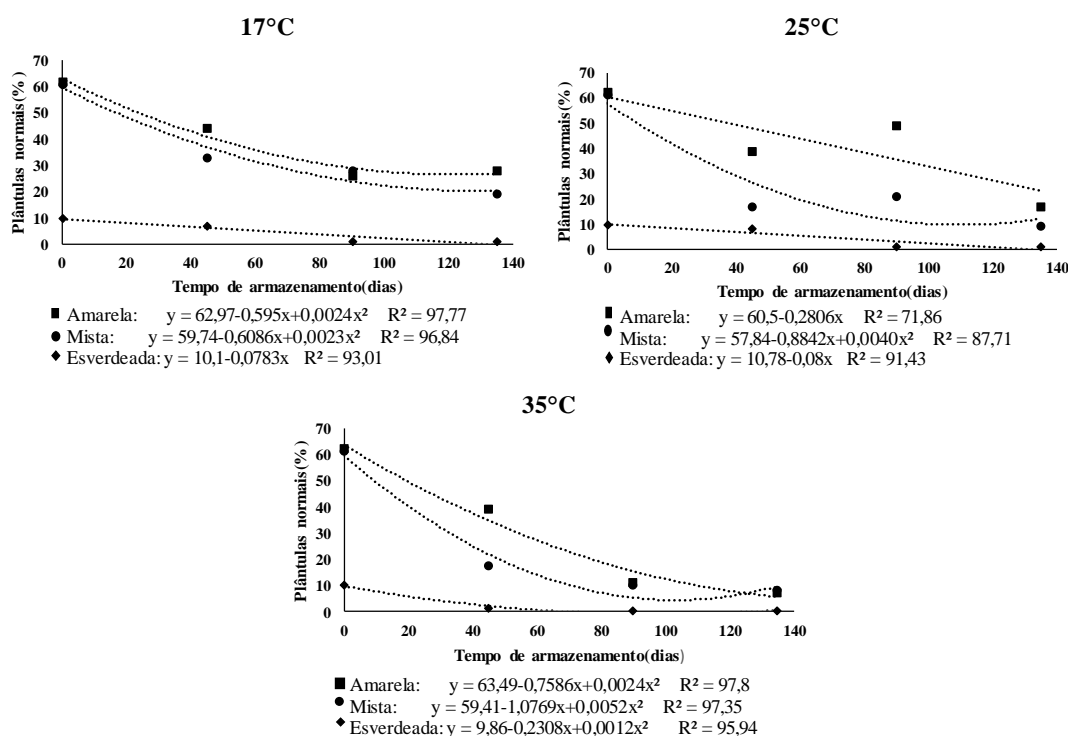 17°C
Plântulas normais(%)
70
60
50
40
30
20
10
0
0 20 40 60 80 100 120 140
Tempo de armazenamento(dias)
Amarela: y = 62,97-0,595x+0,0024x² R² = 97,77
Mista: y = 59,74-0,6086x+0,0023x² R² = 96,84
Esverdeada: y = 10,1-0,0783x R² = 93,01
25°C
Plântulas normais(%)
70
60
50
40
30
20
10
0
0 20 40 60 80 100 120 140
Tempo de armazenamento(dias)
Amarela: y = 60,5-0,2806x R² = 71,86
Mista: y = 57,84-0,8842x+0,0040x² R² = 87,71
Esverdeada: y = 10,78-0,08x R² = 91,43
35°C
Plântulas normais(%)
70
60
50
40
30
20
10
0
0 20 40 60 80 100 120 140
Tempo de armazenamento(dias)
Amarela: y = 63,49-0,7586x+0,0024x² R² = 97,8
Mista: y = 59,41-1,0769x+0,0052x² R² = 97,35
Esverdeada: y = 9,86-0,2308x+0,0012x² R² = 95,94